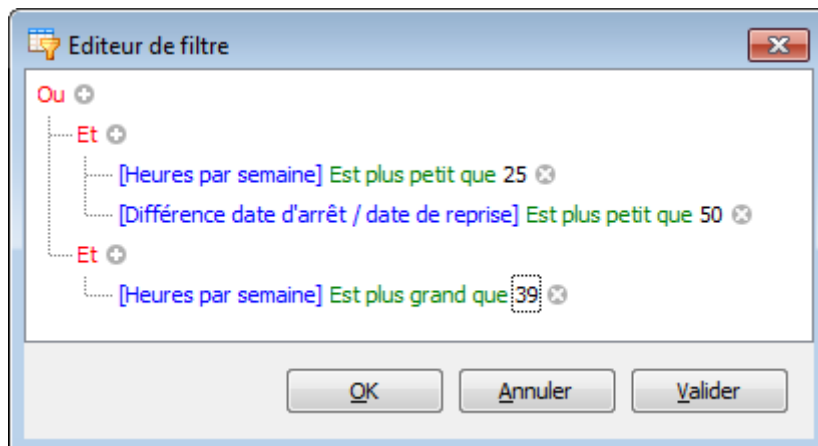 Editeur de filtre
Ou
Et
[Heures par semaine] Est plus petit que 25
[Différence date d'arrêt / date de reprise] Est plus petit que 50
Et
[Heures par semaine] Est plus grand que 39
OK Annuler Valider